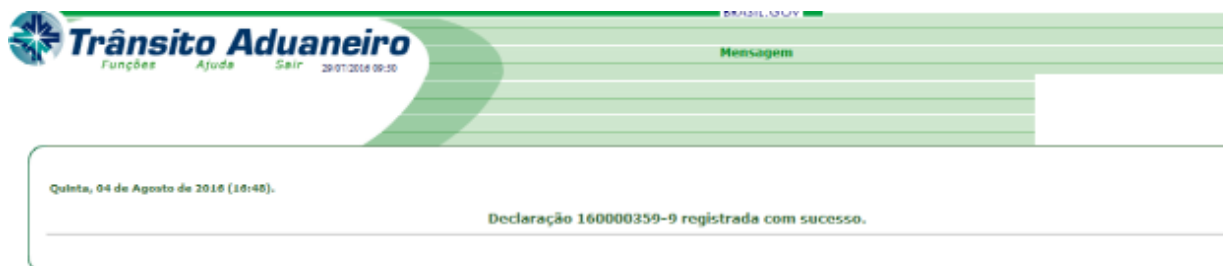 BRASIL.GOV
Trânsito Aduaneiro
Funções Ajuda Sair 29/07/2016 09:50
Mensagem
Quinta, 04 de Agosto de 2016 (16:48).
Declaração 160000359-9 registrada com sucesso.